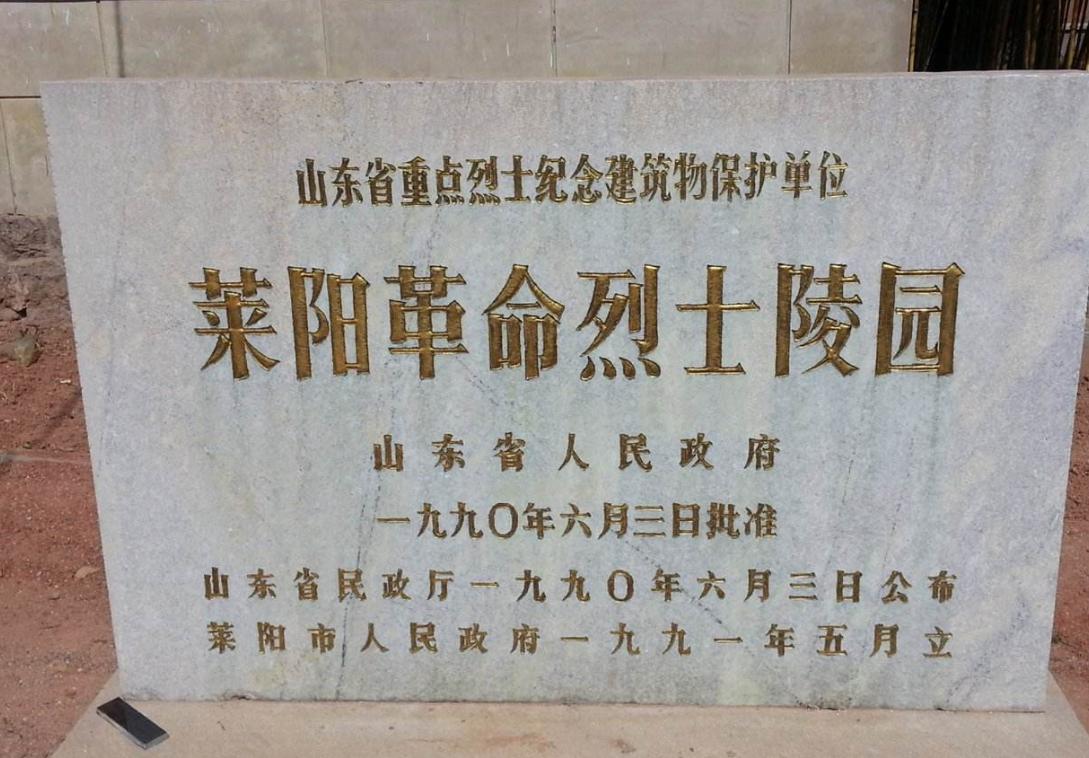 山东省重点烈士纪念建筑物保护单位
莱阳革命烈士陵园
山东省人民政府
一九九〇年六月三日批准
山东省民政厅一九九〇年六月三日公布
莱阳市人民政府一九九一年五月立